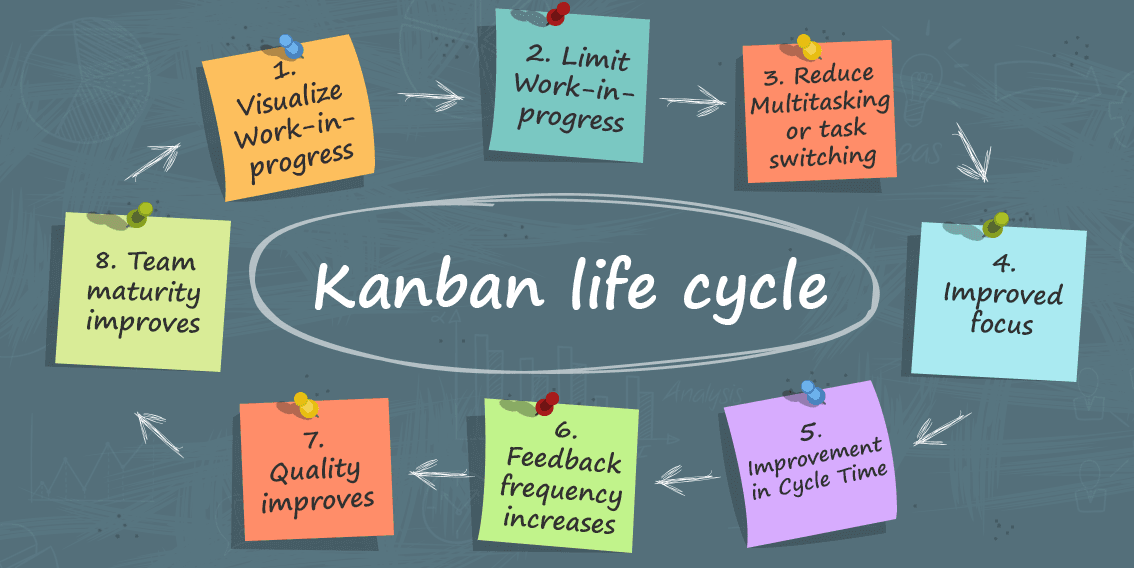 1.
Visualize
Work-in-
progress
2. Limit
Work-in-
progress
3. Reduce
Multitasking
or task
switching
4.
Improved
focus
Kanban life cycle
5.
Improvement
in Cycle Time
6.
Feedback
frequency
increases
7.
Quality
improves
8. Team
maturity
improves